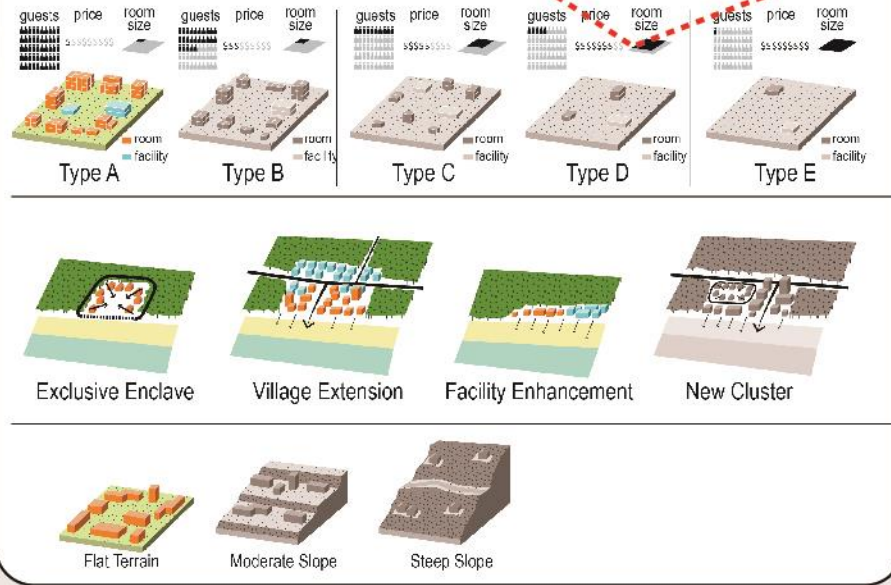 guests price room size
guests price room size
guests price room size
guests price room size
guests price room size
$$$$$$$$$
$$$$$$$$$
$$$$$$$$$
$$$$$$$$$
$$$$$$$$$
room
facility
Type A
room
facility
Type B
room
facility
Type C
room
facility
Type D
room
facility
Type E
Exclusive Enclave
Village Extension
Facility Enhancement
New Cluster
Flat Terrain
Moderate Slope
Steep Slope